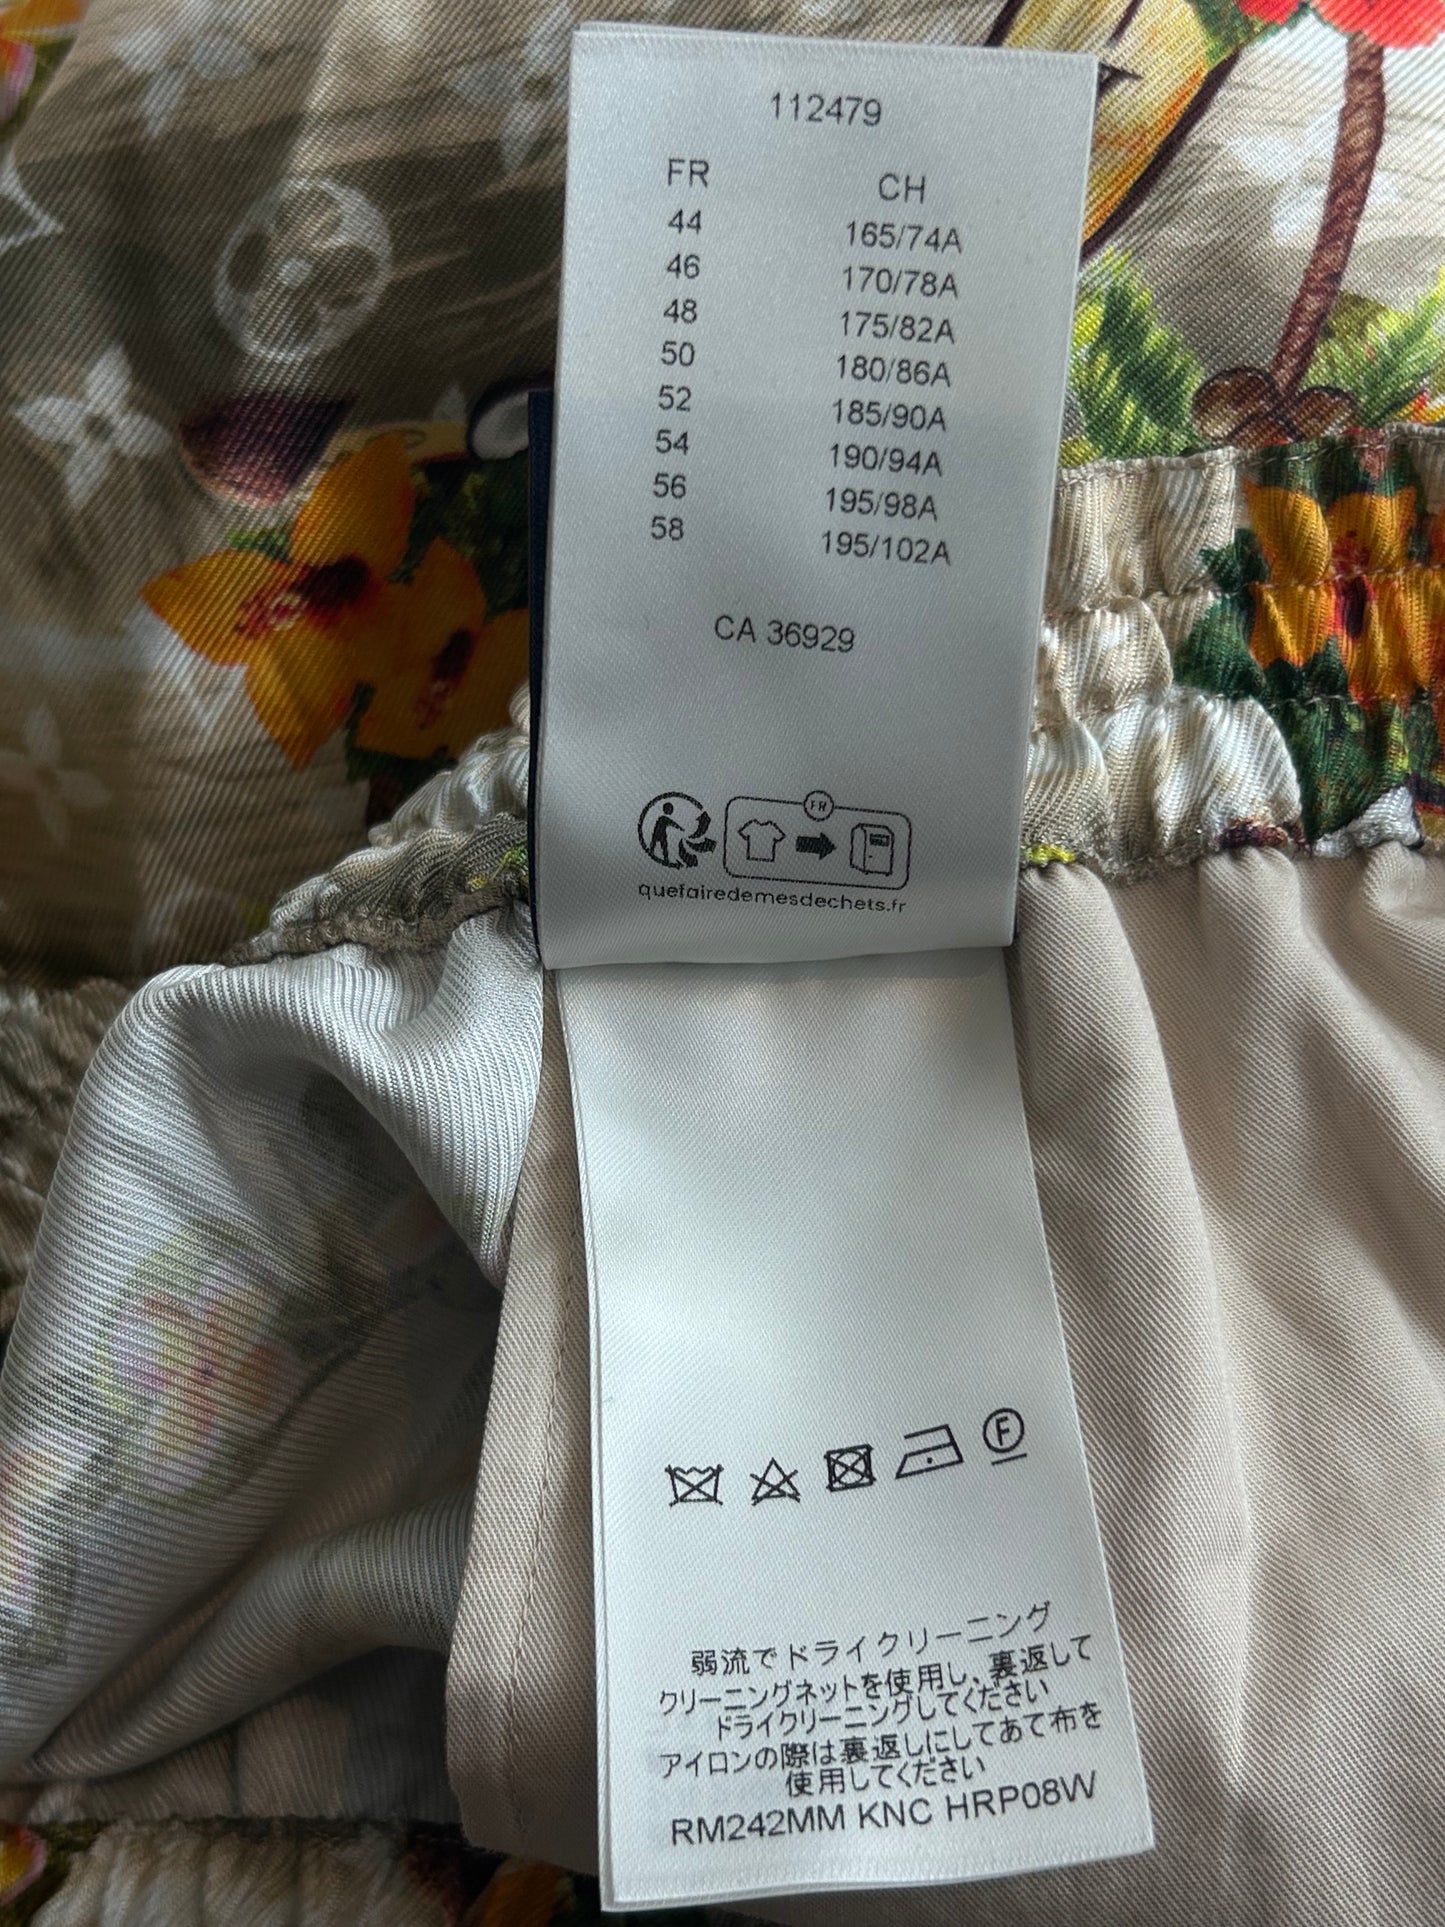 112479
FR CH
44 165/74A
46 170/78A
48 175/82A
50 180/86A
52 185/90A
54 190/94A
56 195/98A
58 195/102A
CA 36929
FR
quefairedemesdechets.fr
F
弱流でドライクリーニング
クリーニングネットを使用し、裏返して
ドライクリーニングしてください
アイロンの際は裏返しにしてあて布を
使用してください
RM242MM KNC HRP08W